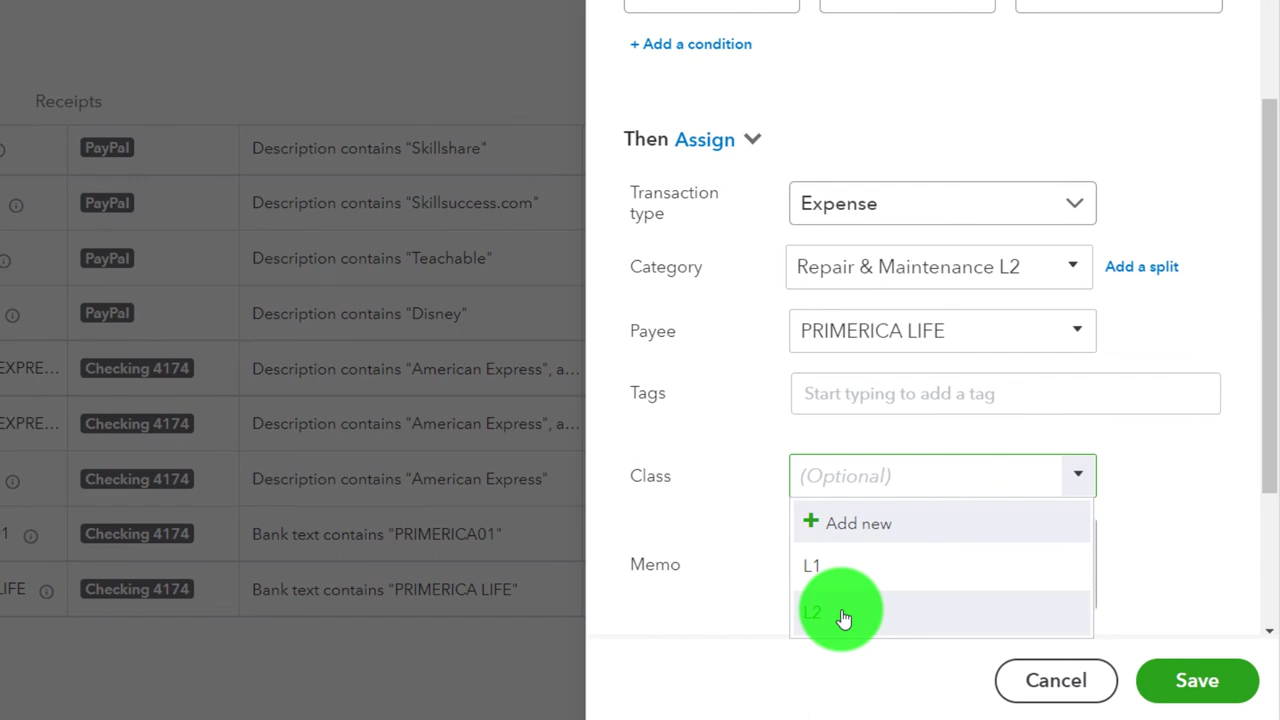 Receipts
PayPal Description contains "Skillshare"
PayPal Description contains "Skillsuccess.com"
PayPal Description contains "Teachable"
PayPal Description contains "Disney"
EXPRE... Checking 4174 Description contains "American Express", a...
EXPRE... Checking 4174 Description contains "American Express", a...
Checking 4174 Description contains "American Express"
1 Checking 4174 Bank text contains "PRIMERICA01"
LIFE Checking 4174 Bank text contains "PRIMERICA LIFE"
+ Add a condition
Then Assign
Transaction type
Expense
Category
Repair & Maintenance L2
Add a split
Payee
PRIMERICA LIFE
Tags
Start typing to add a tag
Class
(Optional)
+ Add new
L1
L2
Memo
Cancel
Save